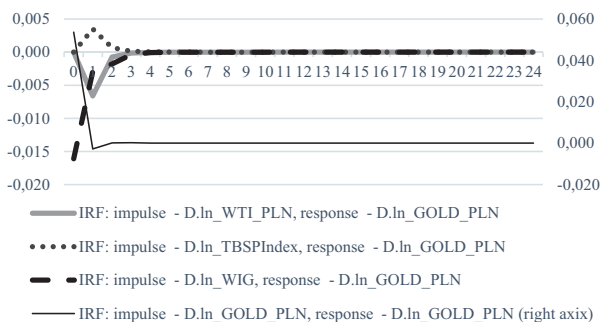 0,005 0,060
0,000 0,040
0 1 2 3 4 5 6 7 8 9 10 11 12 13 14 15 16 17 18 19 20 21 22 23 24
-0,005 0,020
-0,010 0,000
-0,015
-0,020 -0,020
IRF: impulse - D.ln_WTI_PLN, response - D.ln_GOLD_PLN
IRF: impulse - D.ln_TBSPIndex, response - D.ln_GOLD_PLN
IRF: impulse - D.ln_WIG, response - D.ln_GOLD_PLN
IRF: impulse - D.ln_GOLD_PLN, response - D.ln_GOLD_PLN (right axis)